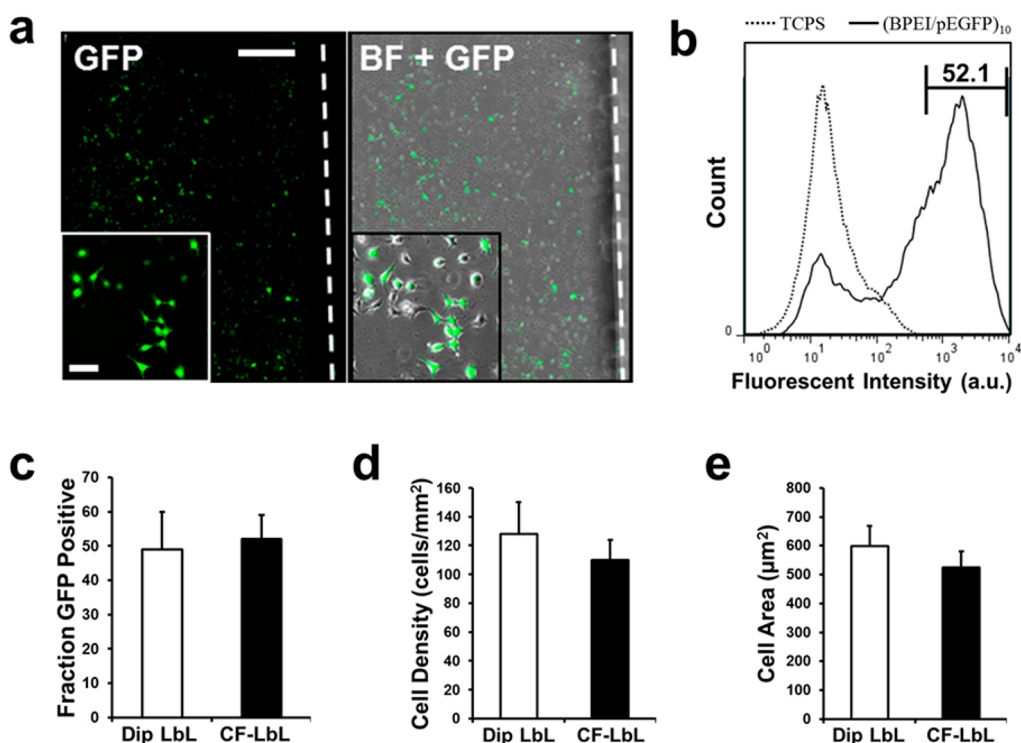 a
GFP
BF + GFP
b
TCPS
(BPEI/pEGFP)10
52.1
Count
0
10^0
10^1
10^2
10^3
10^4
Fluorescent Intensity (a.u.)
c
Fraction GFP Positive
70
60
50
40
30
20
10
0
Dip LbL
CF-LbL
d
Cell Density (cells/mm²)
160
140
120
100
80
60
40
20
0
Dip LbL
CF-LbL
e
Cell Area (µm²)
800
700
600
500
400
300
200
100
0
Dip LbL
CF-LbL